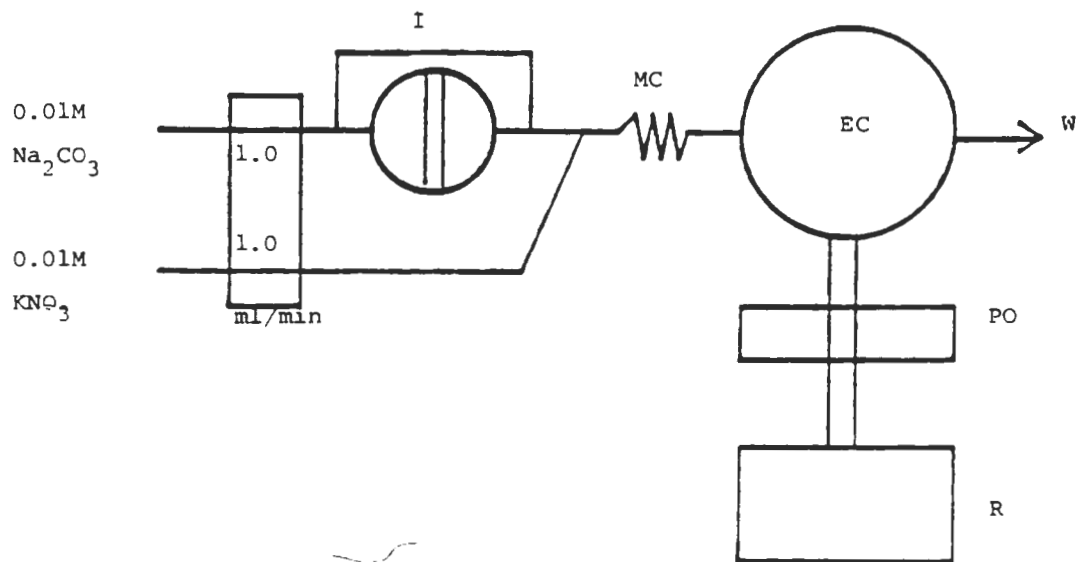 I
MC
0.01M
Na₂CO₃
1.0
EC
W
1.0
0.01M
KNO₃
ml/min
PO
R